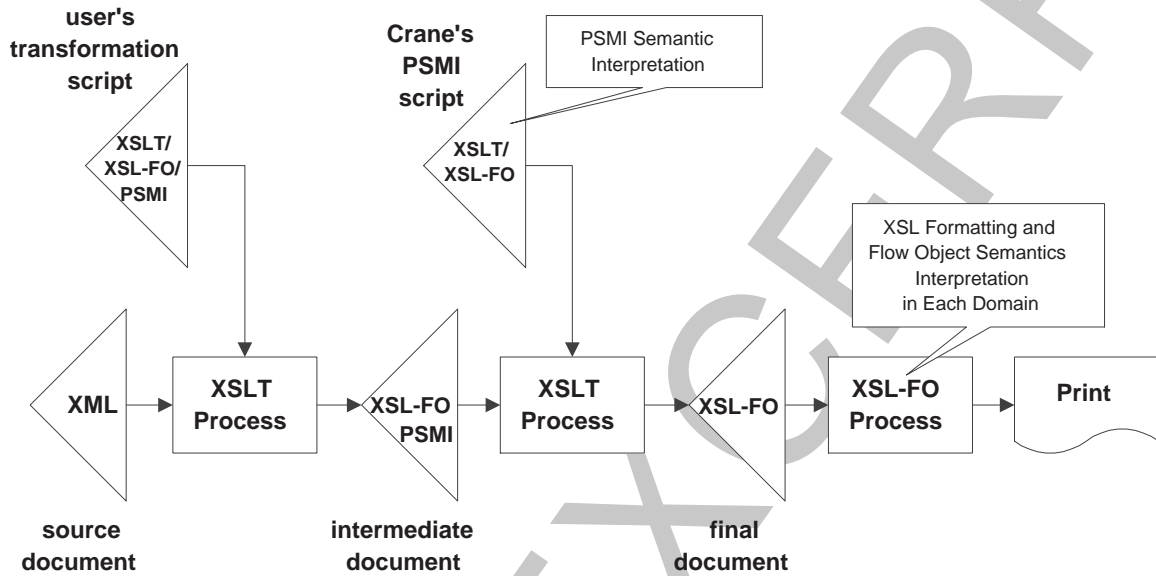 user's
transformation
script
Crane's
PSMI
script
PSMI Semantic
Interpretation
XSLT/
XSL-FO/
PSMI
XSLT/
XSL-FO
XSL Formatting and
Flow Object Semantics
Interpretation
in Each Domain
XML
XSLT
Process
XSL-FO
PSMI
XSLT
Process
XSL-FO
XSL-FO
Process
Print
source
document
intermediate
document
final
document